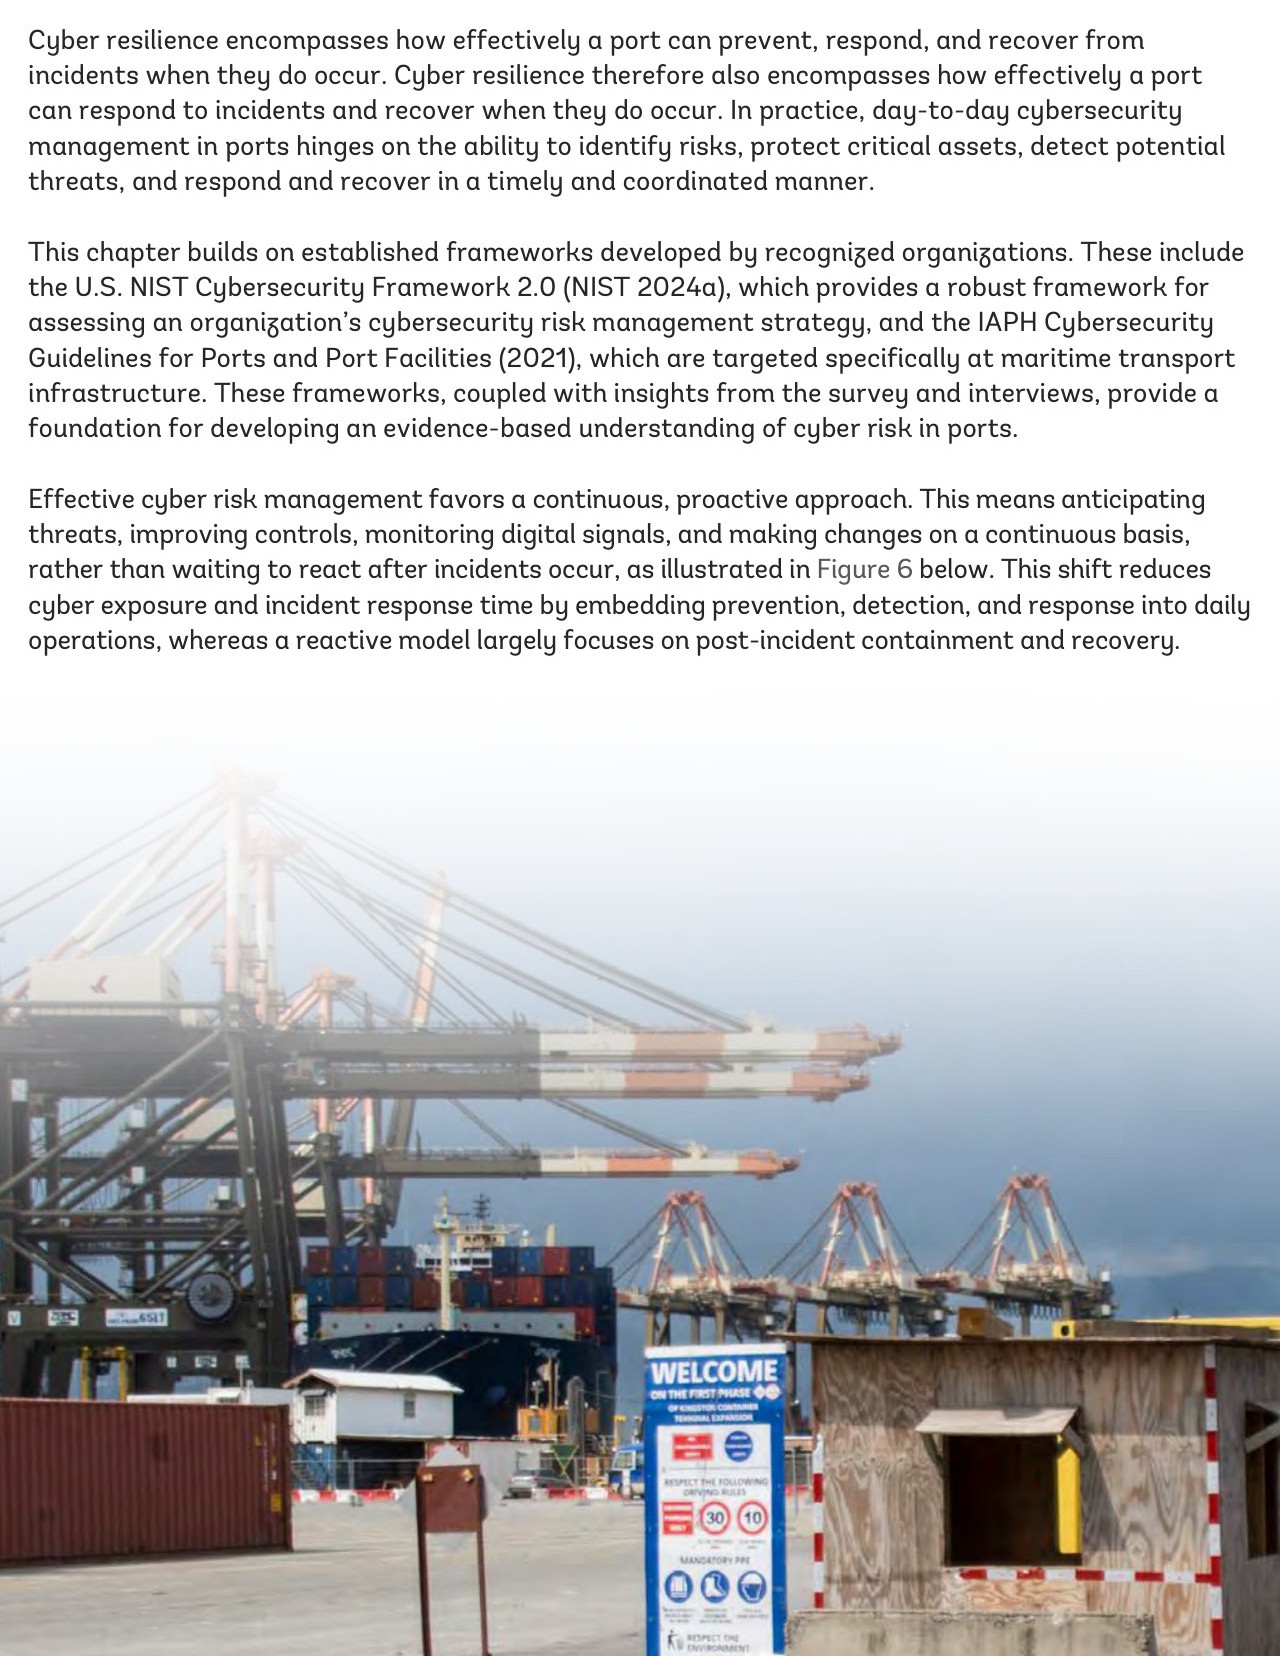 Cyber resilience encompasses how effectively a port can prevent, respond, and recover from
incidents when they do occur. Cyber resilience therefore also encompasses how effectively a port
can respond to incidents and recover when they do occur. In practice, day-to-day cybersecurity
management in ports hinges on the ability to identify risks, protect critical assets, detect potential
threats, and respond and recover in a timely and coordinated manner.
This chapter builds on established frameworks developed by recognized organizations. These include
the U.S. NIST Cybersecurity Framework 2.0 (NIST 2024a), which provides a robust framework for
assessing an organization’s cybersecurity risk management strategy, and the IAPH Cybersecurity
Guidelines for Ports and Port Facilities (2021), which are targeted specifically at maritime transport
infrastructure. These frameworks, coupled with insights from the survey and interviews, provide a
foundation for developing an evidence-based understanding of cyber risk in ports.
Effective cyber risk management favors a continuous, proactive approach. This means anticipating
threats, improving controls, monitoring digital signals, and making changes on a continuous basis,
rather than waiting to react after incidents occur, as illustrated in Figure 6 below. This shift reduces
cyber exposure and incident response time by embedding prevention, detection, and response into daily
operations, whereas a reactive model largely focuses on post-incident containment and recovery.
WELCOME
ON THE FIRST PHASE
OF KINGSTON CONTAINER
TERMINAL EXPANSION
RESPECT THE FOLLOWING
DRIVING RULES
30 10
MANDATORY PPE
RESPECT THE
ENVIRONMENT